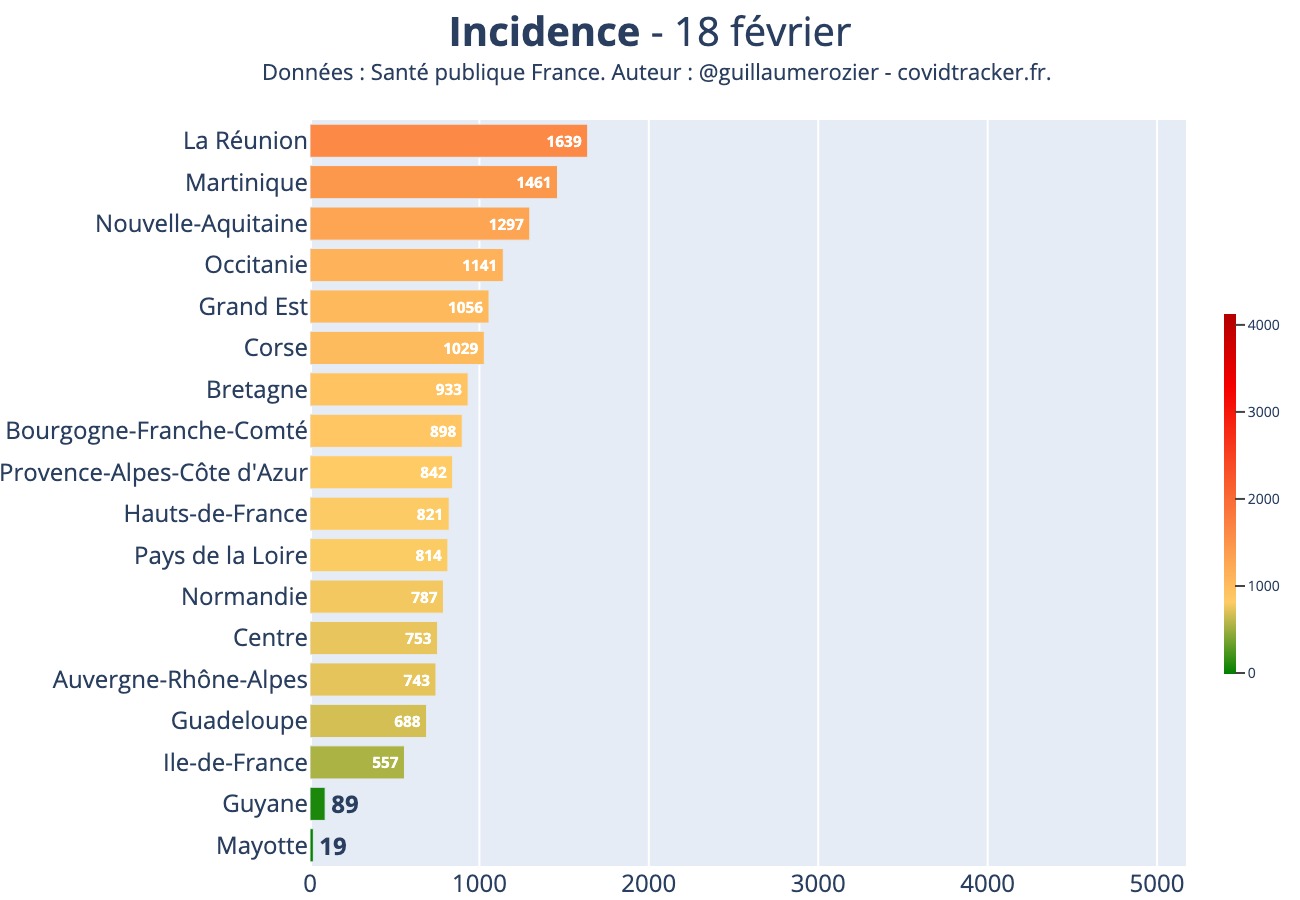 Incidence - 18 février
Données : Santé publique France. Auteur : @guillaumerozier - covidtracker.fr.
La Réunion 1639
Martinique 1461
Nouvelle-Aquitaine 1297
Occitanie 1141
Grand Est 1056
Corse 1029
Bretagne 933
Bourgogne-Franche-Comté 898
Provence-Alpes-Côte d'Azur 842
Hauts-de-France 821
Pays de la Loire 814
Normandie 787
Centre 753
Auvergne-Rhône-Alpes 743
Guadeloupe 688
Ile-de-France 557
Guyane 89
Mayotte 19
0 1000 2000 3000 4000 5000
4000
3000
2000
1000
0